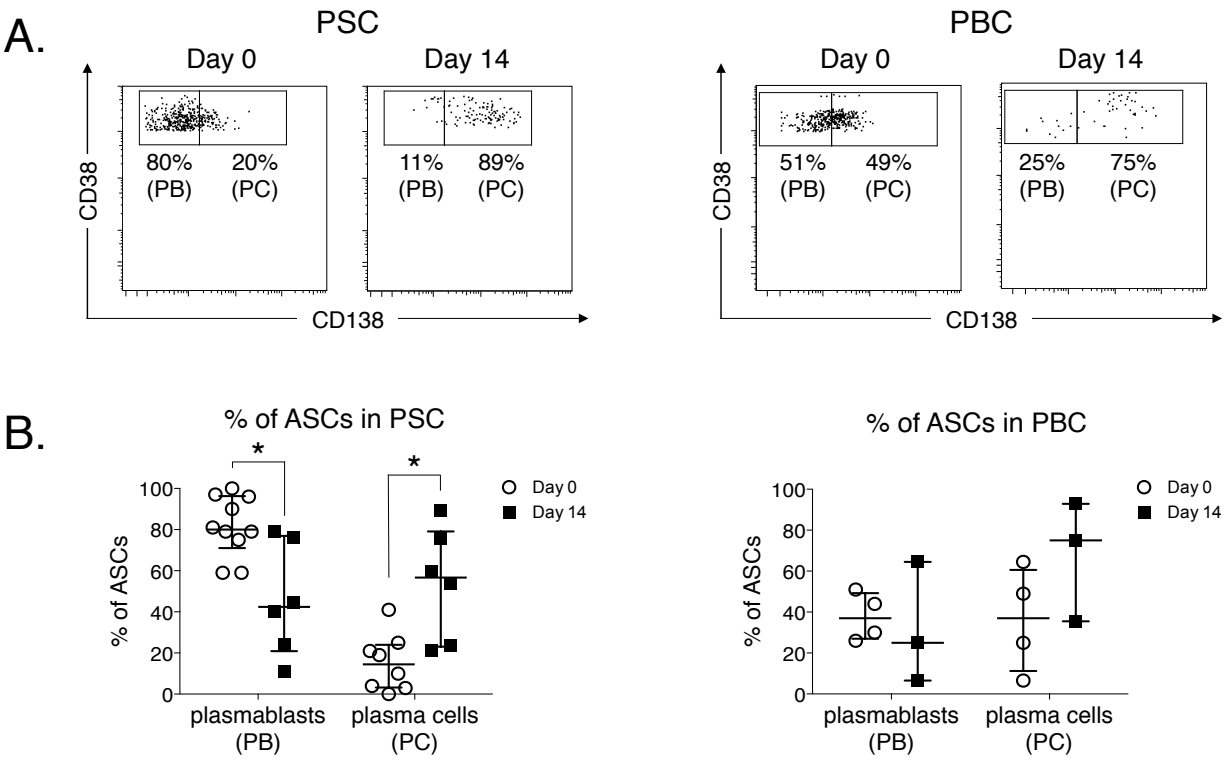 A.
PSC
PBC
Day 0
Day 14
Day 0
Day 14
CD38
80%
(PB)
20%
(PC)
11%
(PB)
89%
(PC)
CD138
CD38
51%
(PB)
49%
(PC)
25%
(PB)
75%
(PC)
CD138
B.
% of ASCs in PSC
*
*
% of ASCs
100
80
60
40
20
0
plasmablasts
(PB)
plasma cells
(PC)
Day 0
Day 14
% of ASCs in PBC
% of ASCs
100
80
60
40
20
0
plasmablasts
(PB)
plasma cells
(PC)
Day 0
Day 14